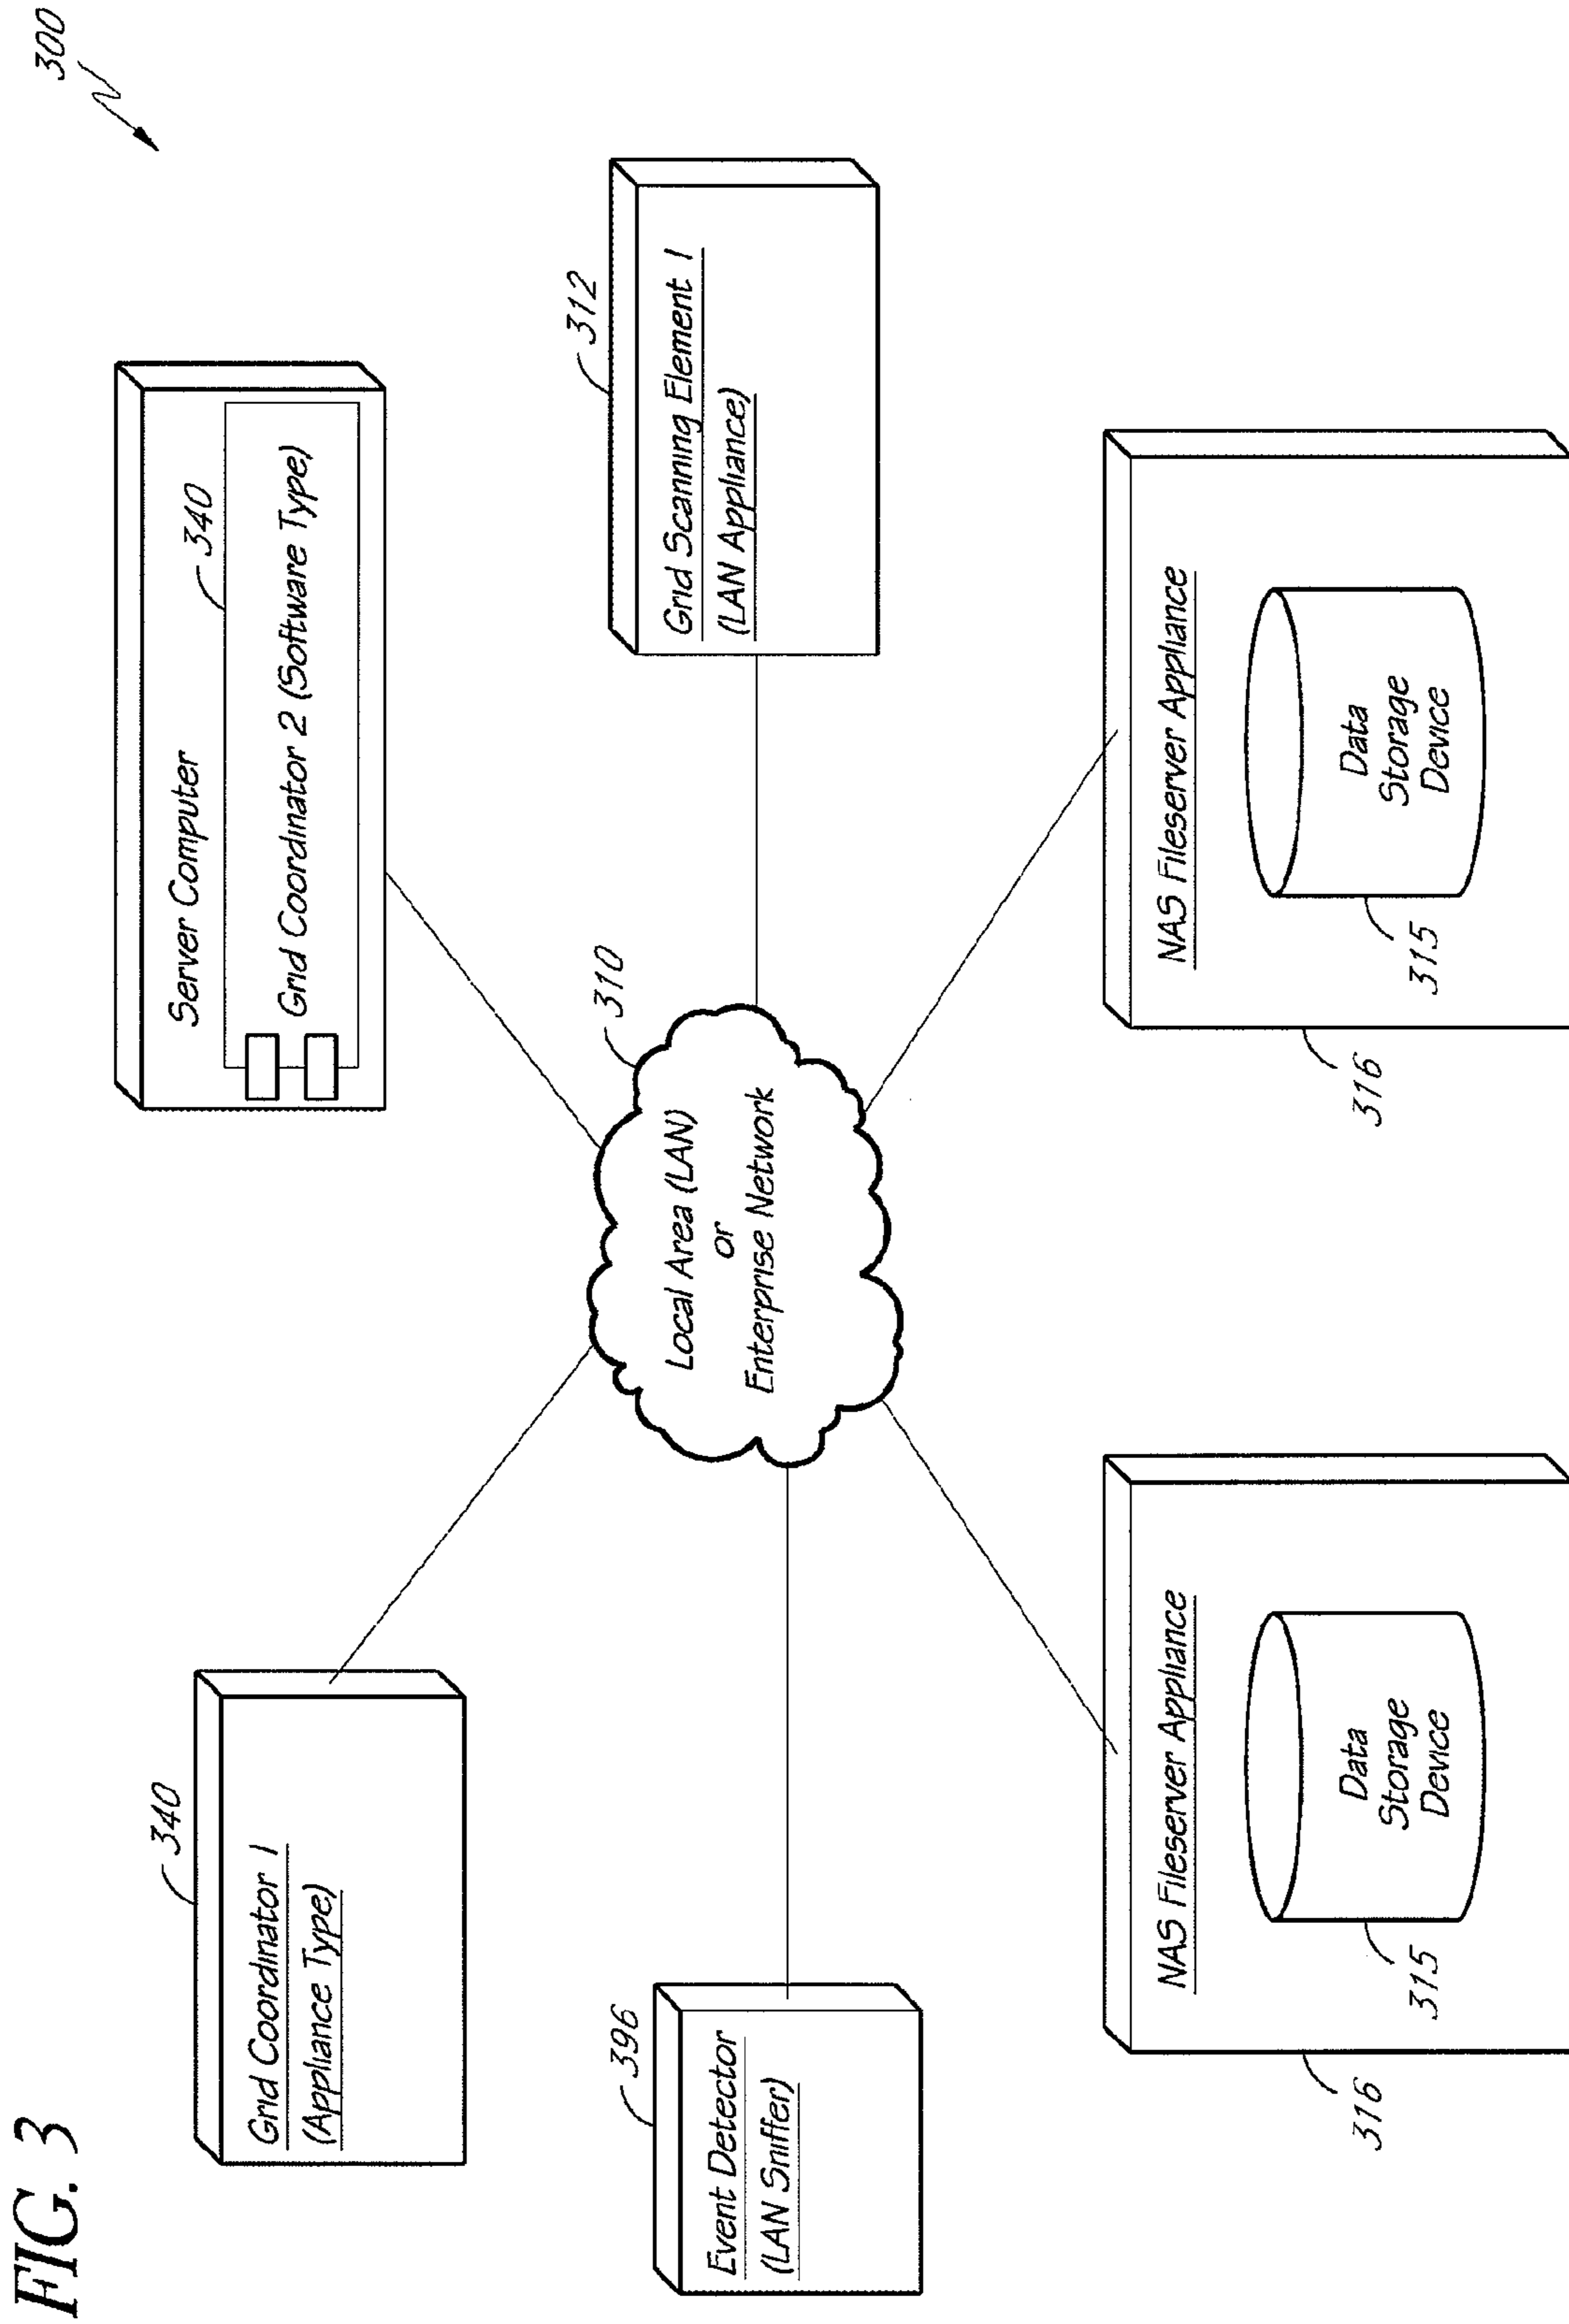 FIG. 3
300
340
Grid Coordinator 1
(Appliance Type)
Server Computer
340
Grid Coordinator 2 (Software Type)
396
Event Detector
(LAN Sniffer)
310
Local Area (LAN)
or
Enterprise Network
312
Grid Scanning Element 1
(LAN Appliance)
NAS Fileserver Appliance
Data
Storage
Device
315
316
NAS Fileserver Appliance
Data
Storage
Device
315
316